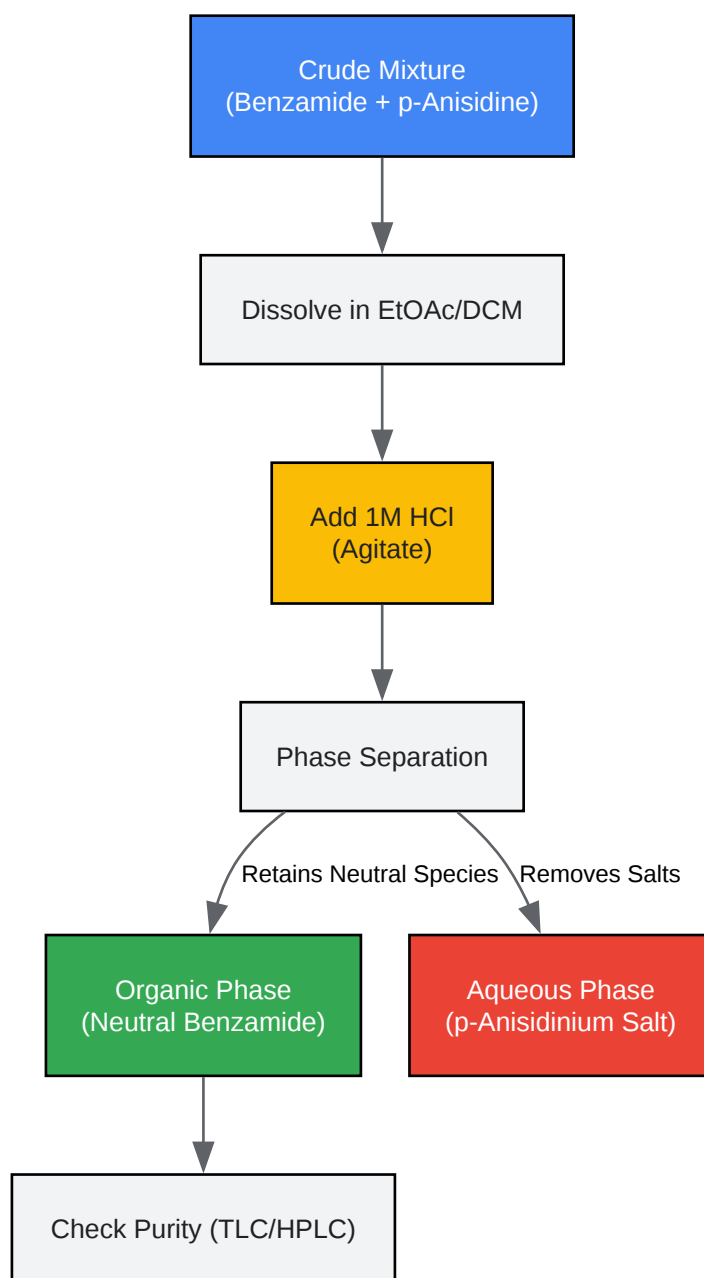 Crude Mixture
(Benzamide + p-Anisidine)
Dissolve in EtOAc/DCM
Add 1M HCl
(Agitate)
Phase Separation
Retains Neutral Species
Removes Salts
Organic Phase
(Neutral Benzamide)
Aqueous Phase
(p-Anisidinium Salt)
Check Purity (TLC/HPLC)